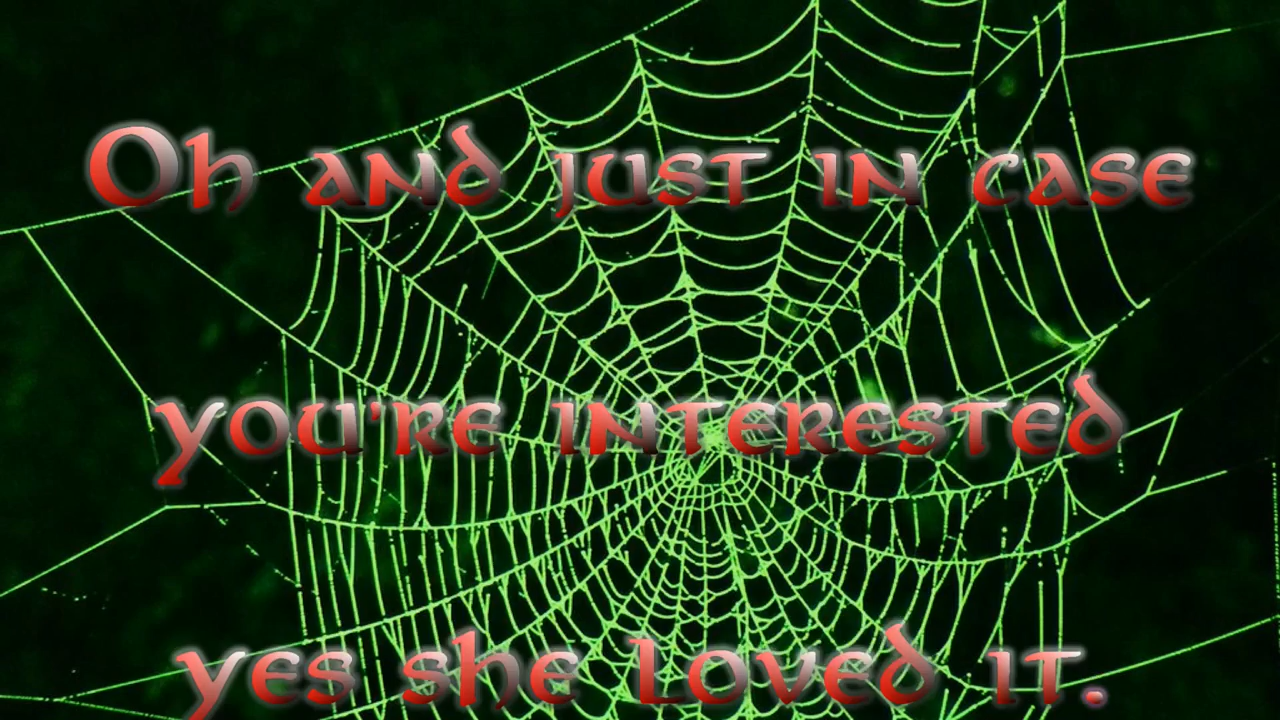 Oh and just in case
you're interested
yes she loved it.